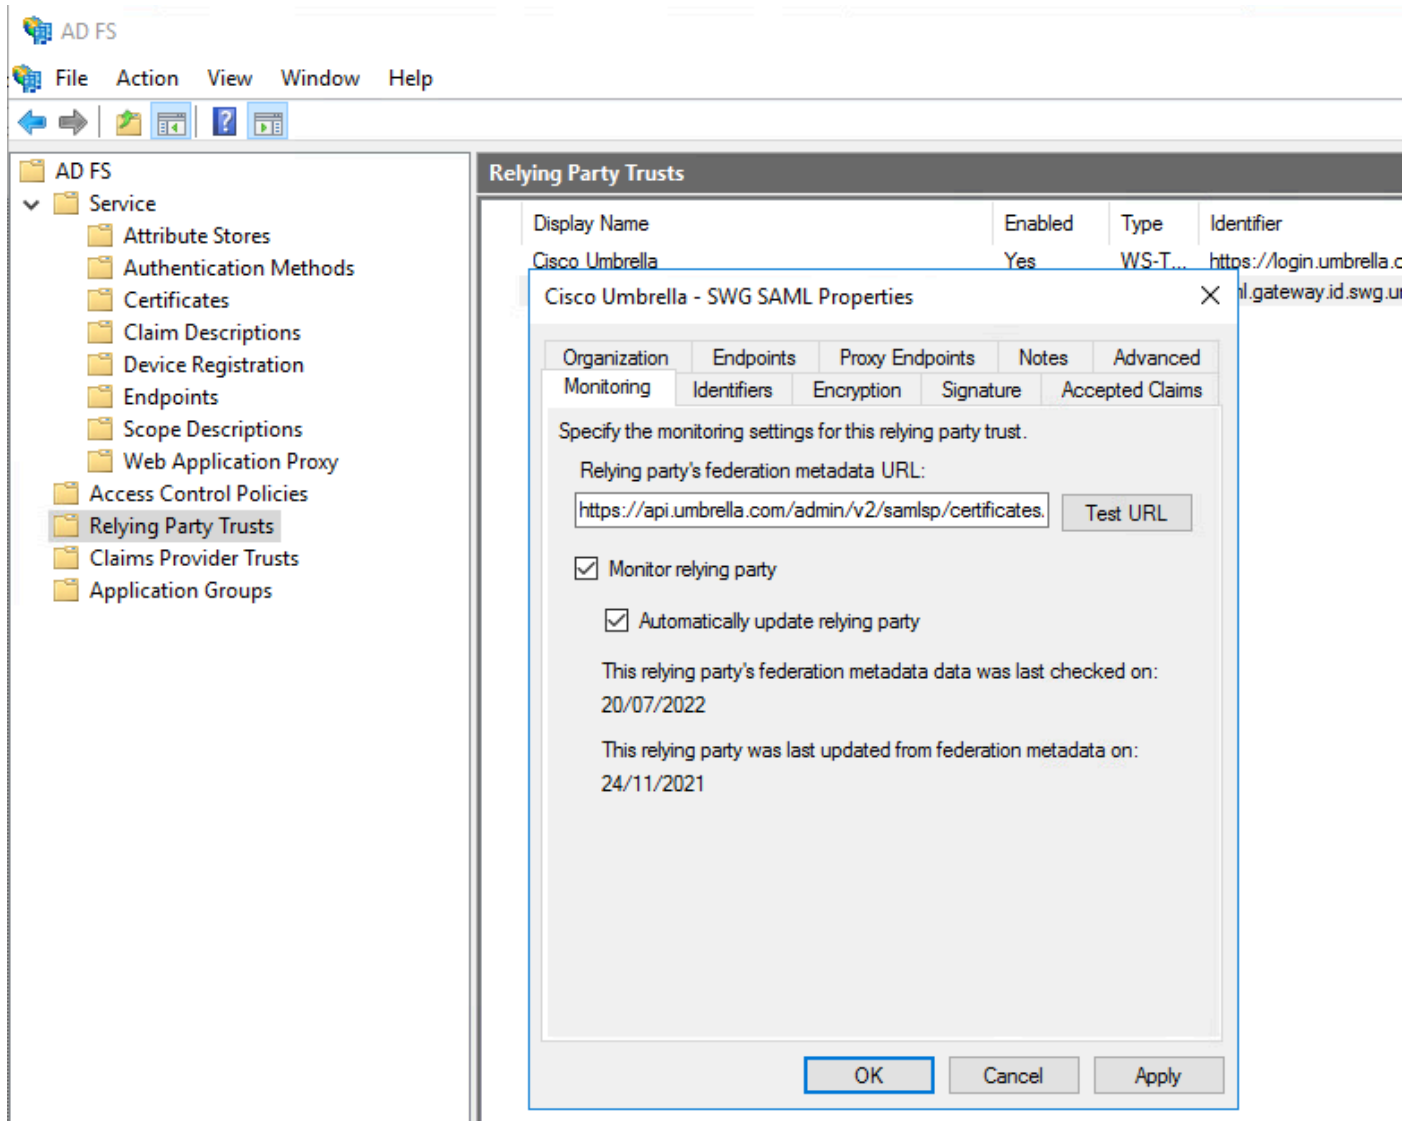 AD FS
File Action View Window Help
AD FS
Service
Attribute Stores
Authentication Methods
Certificates
Claim Descriptions
Device Registration
Endpoints
Scope Descriptions
Web Application Proxy
Access Control Policies
Relying Party Trusts
Claims Provider Trusts
Application Groups
Relying Party Trusts
Display Name Enabled Type Identifier
Cisco Umbrella Yes WS-T... https://login.umbrella.c
l.gateway.id.swg.u
Cisco Umbrella - SWG SAML Properties
Organization Endpoints Proxy Endpoints Notes Advanced
Monitoring Identifiers Encryption Signature Accepted Claims
Specify the monitoring settings for this relying party trust.
Relying party's federation metadata URL:
https://api.umbrella.com/admin/v2/samlsp/certificates. Test URL
Monitor relying party
Automatically update relying party
This relying party's federation metadata data was last checked on:
20/07/2022
This relying party was last updated from federation metadata on:
24/11/2021
OK Cancel Apply